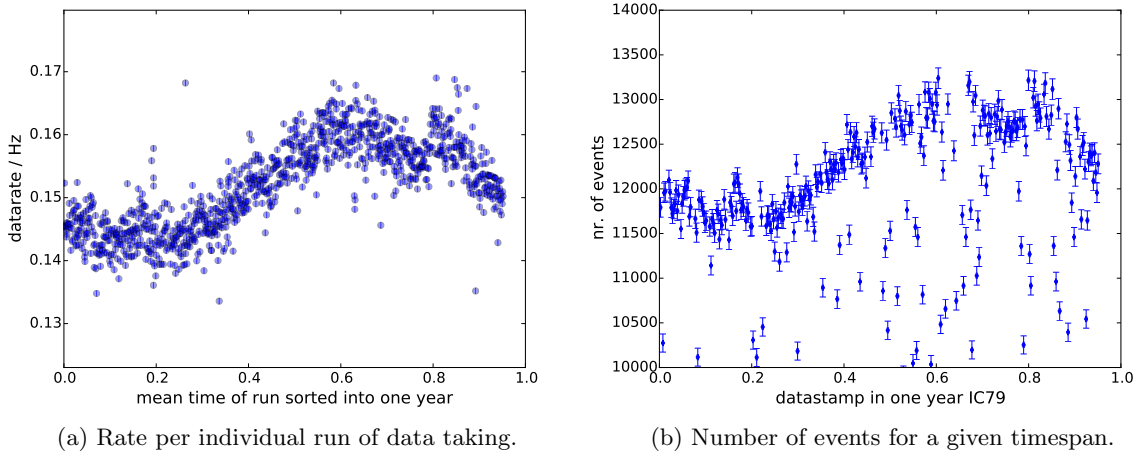 0.17
0.16
0.15
0.14
0.13
datarate / Hz
0.0 0.2 0.4 0.6 0.8 1.0
mean time of run sorted into one year
(a) Rate per individual run of data taking.
14000
13500
13000
12500
12000
11500
11000
10500
10000
nr. of events
0.0 0.2 0.4 0.6 0.8 1.0
datastamp in one year IC79
(b) Number of events for a given timespan.